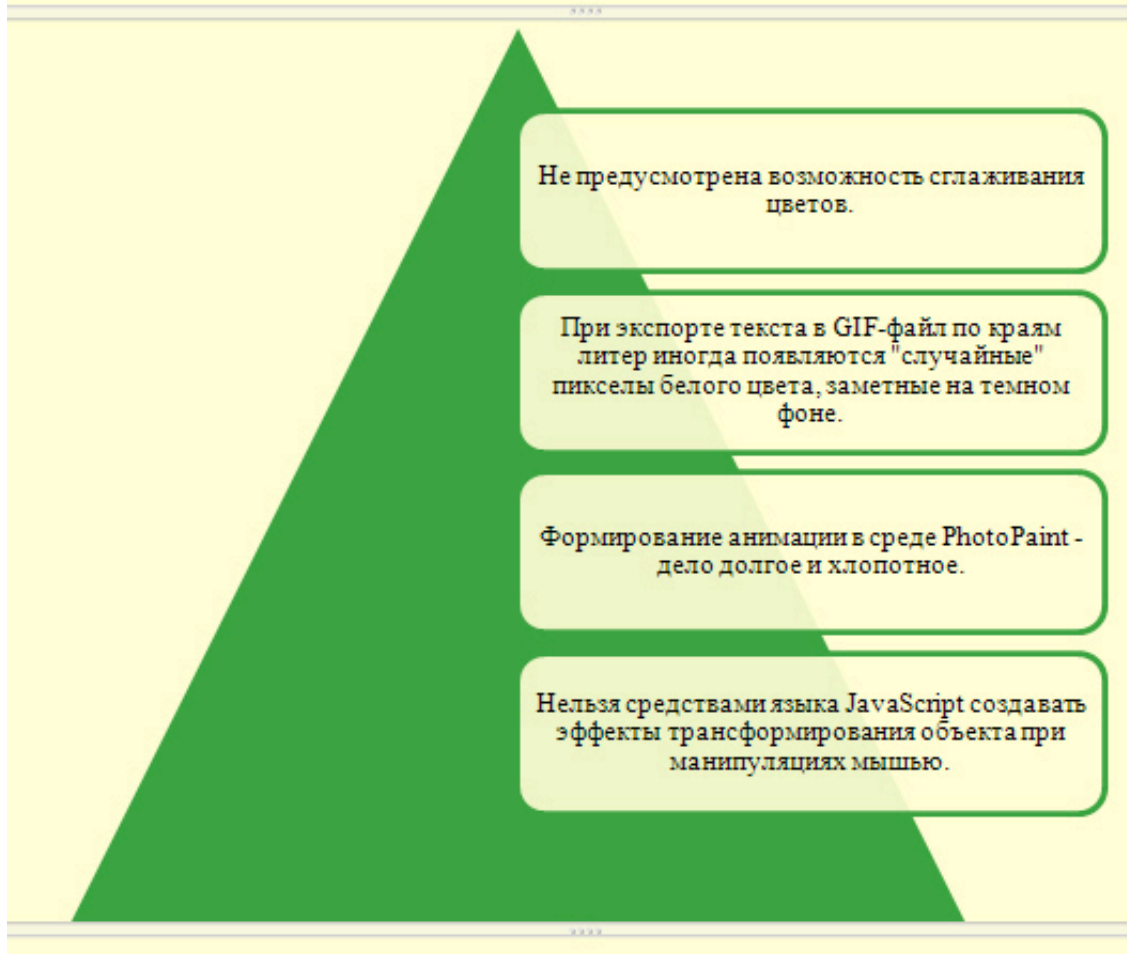 Не предусмотрена возможность сглаживания
цветов.
При экспорте текста в GIF-файл по краям
литер иногда появляются "случайные"
пикселы белого цвета, заметные на темном
фоне.
Формирование анимации в среде PhotoPaint -
дело долгое и хлопотное.
Нельзя средствами языка JavaScript создавать
эффекты трансформирования объекта при
манипуляциях мышью.